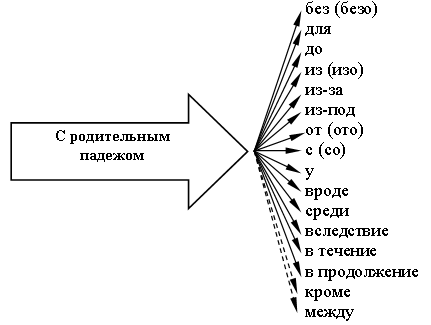 С родительным
падежом
без (безо)
для
до
из (изо)
из-за
из-под
от (ото)
с (со)
у
вроде
среди
вследствие
в течение
в продолжение
кроме
между